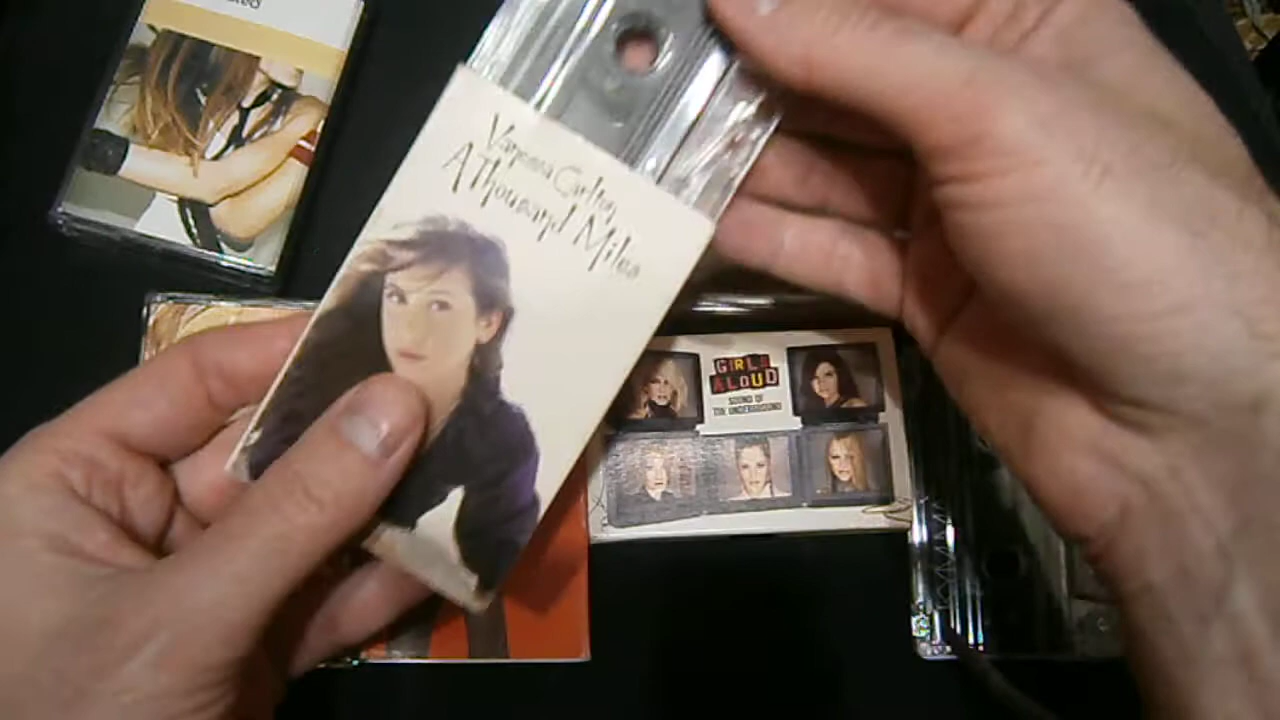 Vanessa Carlton
A Thousand Miles
GIRLS
ALOUD
SOUND OF
THE UNDERGROUND